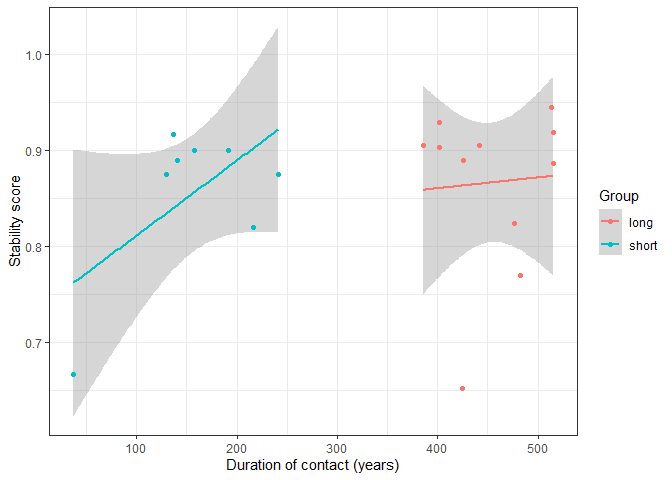 1.0
0.9
0.8
0.7
Stability score
100 200 300 400 500
Duration of contact (years)
Group
long
short